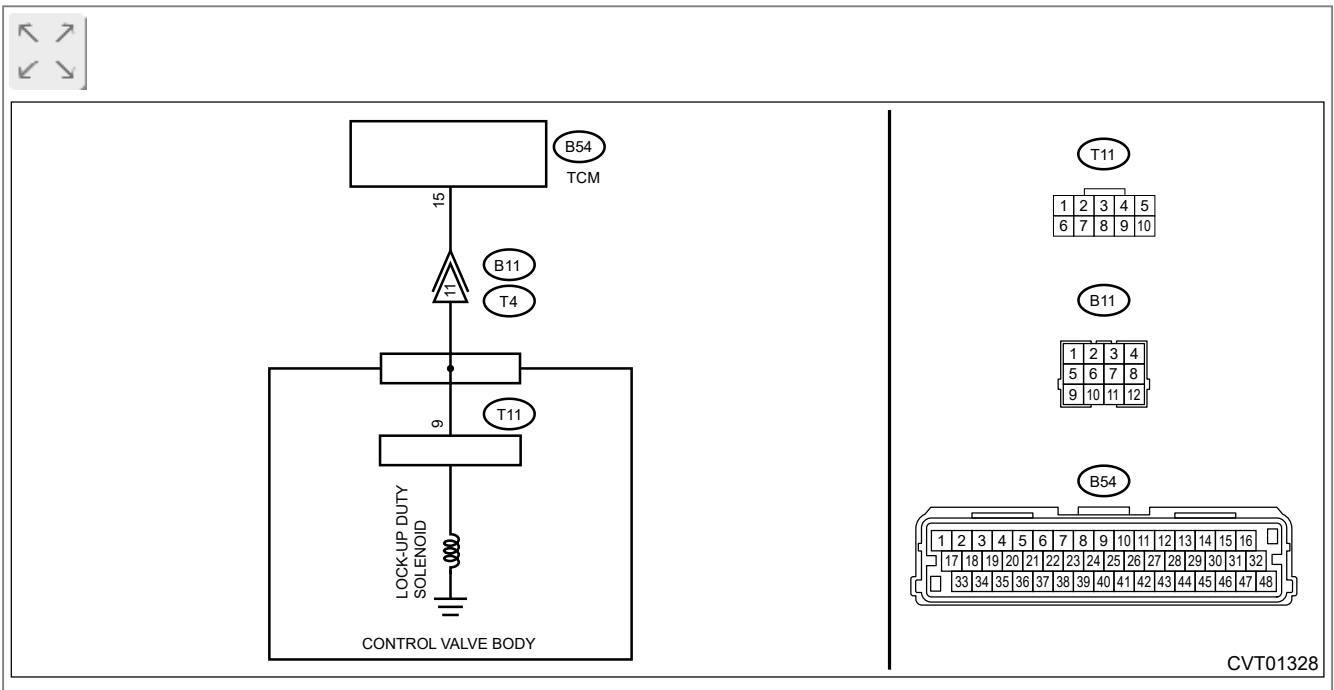 B54
TCM
15
B11
11
T4
T11
9
LOCK-UP DUTY
SOLENOID
CONTROL VALVE BODY
T11
1 2 3 4 5
6 7 8 9 10
B11
1 2 3 4
5 6 7 8
9 10 11 12
B54
1 2 3 4 5 6 7 8 9 10 11 12 13 14 15 16
17 18 19 20 21 22 23 24 25 26 27 28 29 30 31 32
33 34 35 36 37 38 39 40 41 42 43 44 45 46 47 48
CVT01328